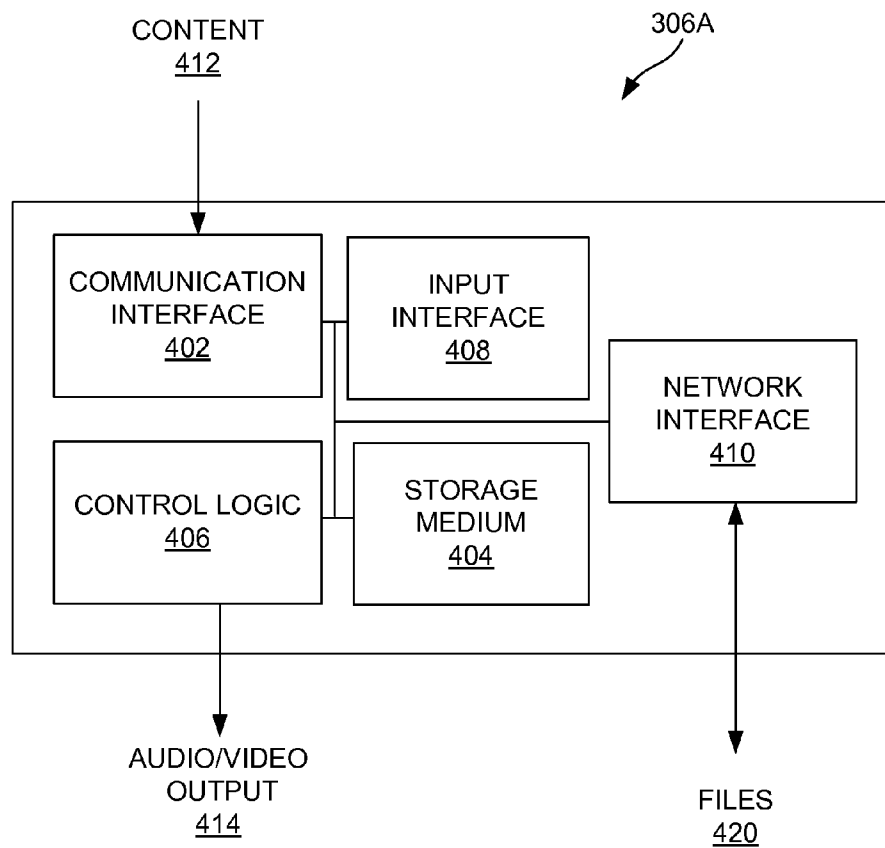 CONTENT
412
306A
COMMUNICATION
INTERFACE
402
INPUT
INTERFACE
408
NETWORK
INTERFACE
410
CONTROL LOGIC
406
STORAGE
MEDIUM
404
AUDIO/VIDEO
OUTPUT
414
FILES
420